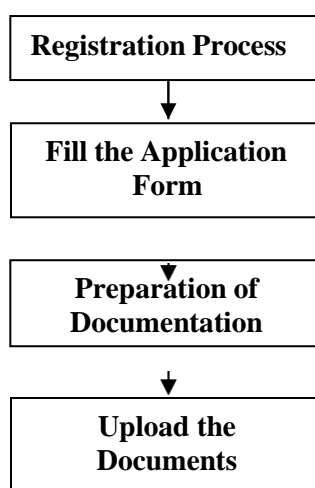 Registration Process
Fill the Application
Form
Preparation of
Documentation
Upload the
Documents